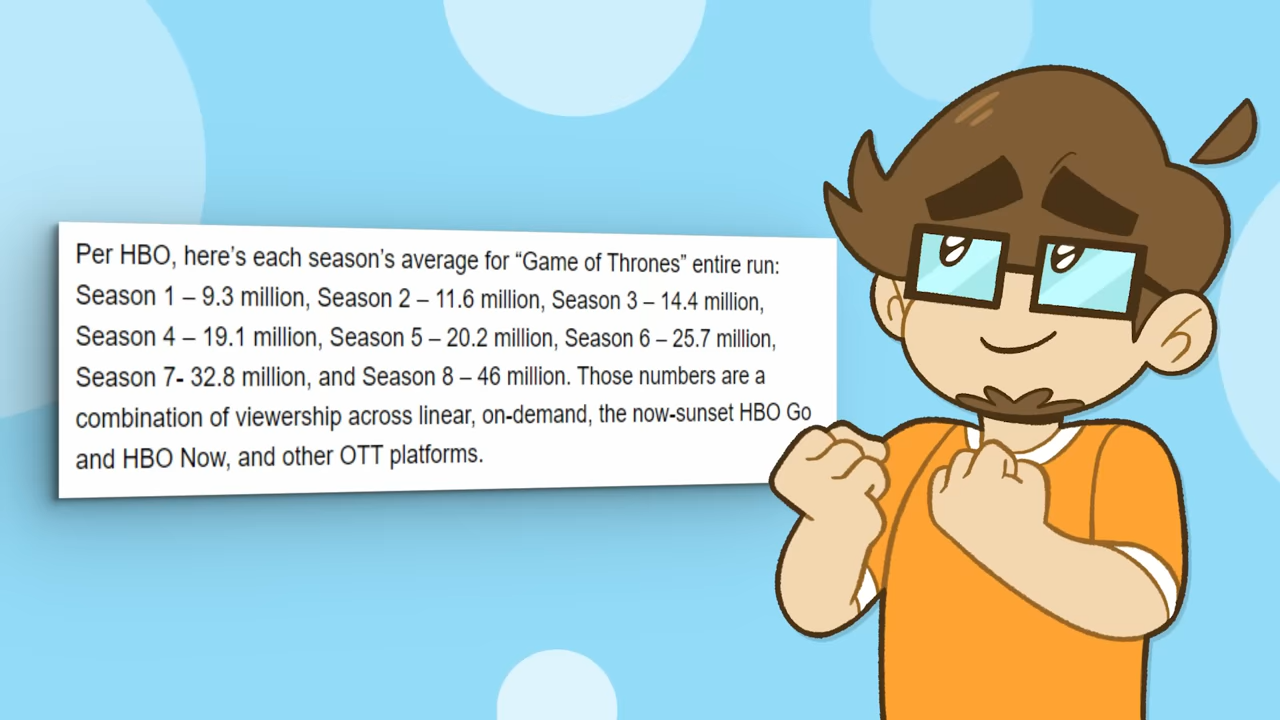 Per HBO, here's each season's average for “Game of Thrones” entire run:
Season 1 – 9.3 million, Season 2 – 11.6 million, Season 3 – 14.4 million,
Season 4 – 19.1 million, Season 5 – 20.2 million, Season 6 – 25.7 million,
Season 7- 32.8 million, and Season 8 – 46 million. Those numbers are a
combination of viewership across linear, on-demand, the now-sunset HBO Go
and HBO Now, and other OTT platforms.